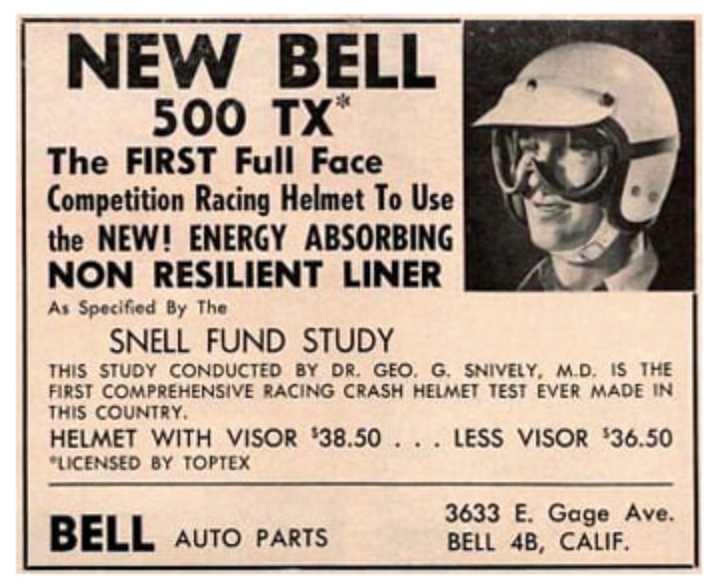 NEW BELL
500 TX*
The FIRST Full Face
Competition Racing Helmet To Use
the NEW! ENERGY ABSORBING
NON RESILIENT LINER
As Specified By The
SNELL FUND STUDY
THIS STUDY CONDUCTED BY DR. GEO. G. SNIVELY, M.D. IS THE
FIRST COMPREHENSIVE RACING CRASH HELMET TEST EVER MADE IN
THIS COUNTRY.
HELMET WITH VISOR $38.50 . . . LESS VISOR $36.50
*LICENSED BY TOPTEX
BELL AUTO PARTS
3633 E. Gage Ave.
BELL 4B, CALIF.